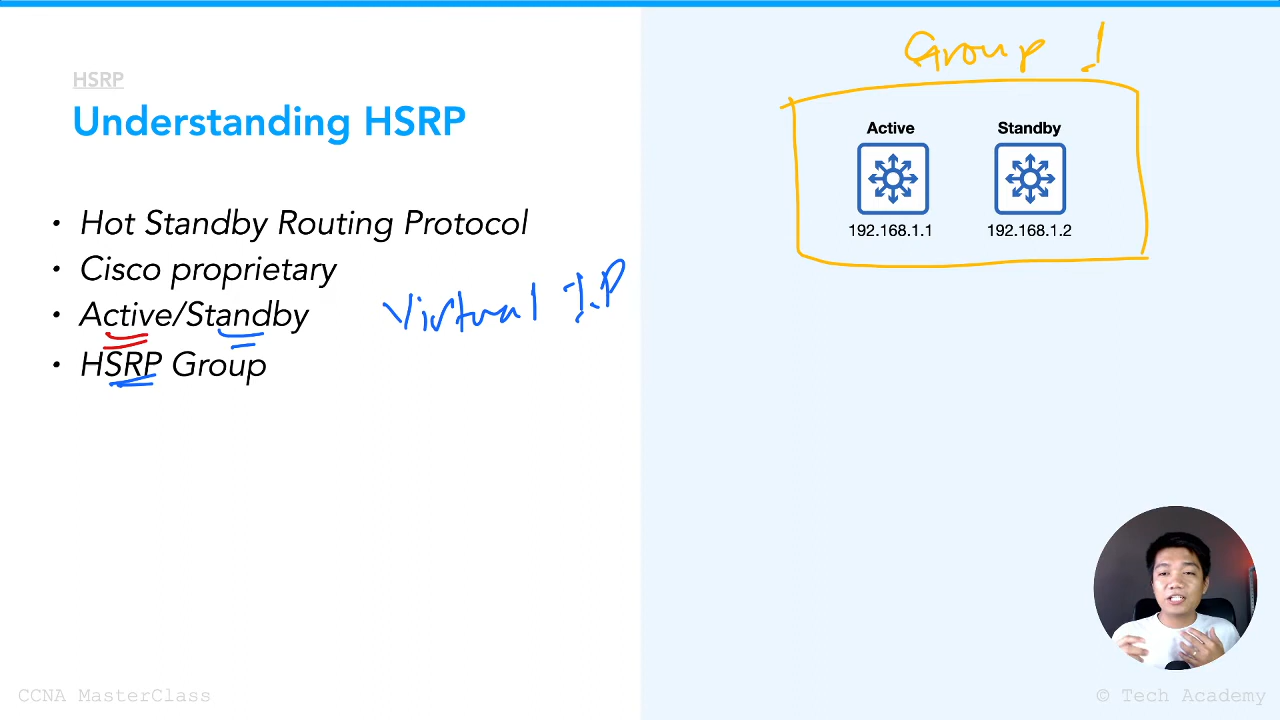 HSRP
Understanding HSRP
• Hot Standby Routing Protocol
• Cisco proprietary
• Active/Standby
• HSRP Group
Virtual I.P
Group 1
Active Standby
192.168.1.1 192.168.1.2
CCNA MasterClass
© Tech Academy